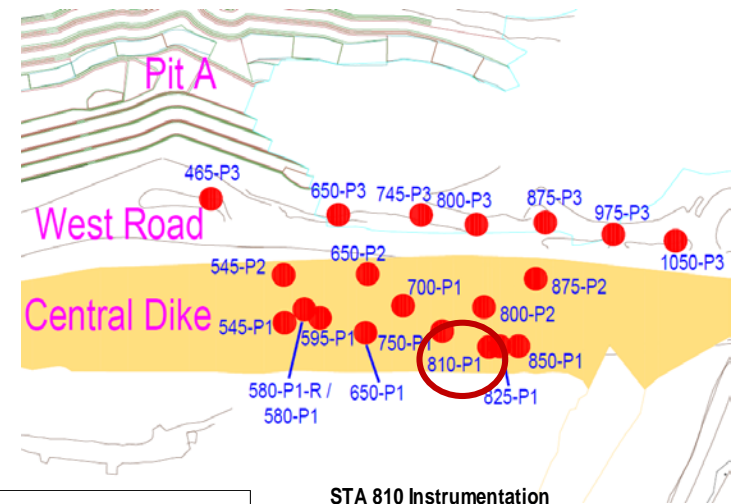 Pit A
465-P3
650-P3
745-P3
800-P3
875-P3
975-P3
1050-P3
West Road
545-P2
650-P2
700-P1
875-P2
800-P2
Central Dike
545-P1
595-P1
750-P1
810-P1
850-P1
580-P1-R /
580-P1
650-P1
825-P1
STA 810 Instrumentation